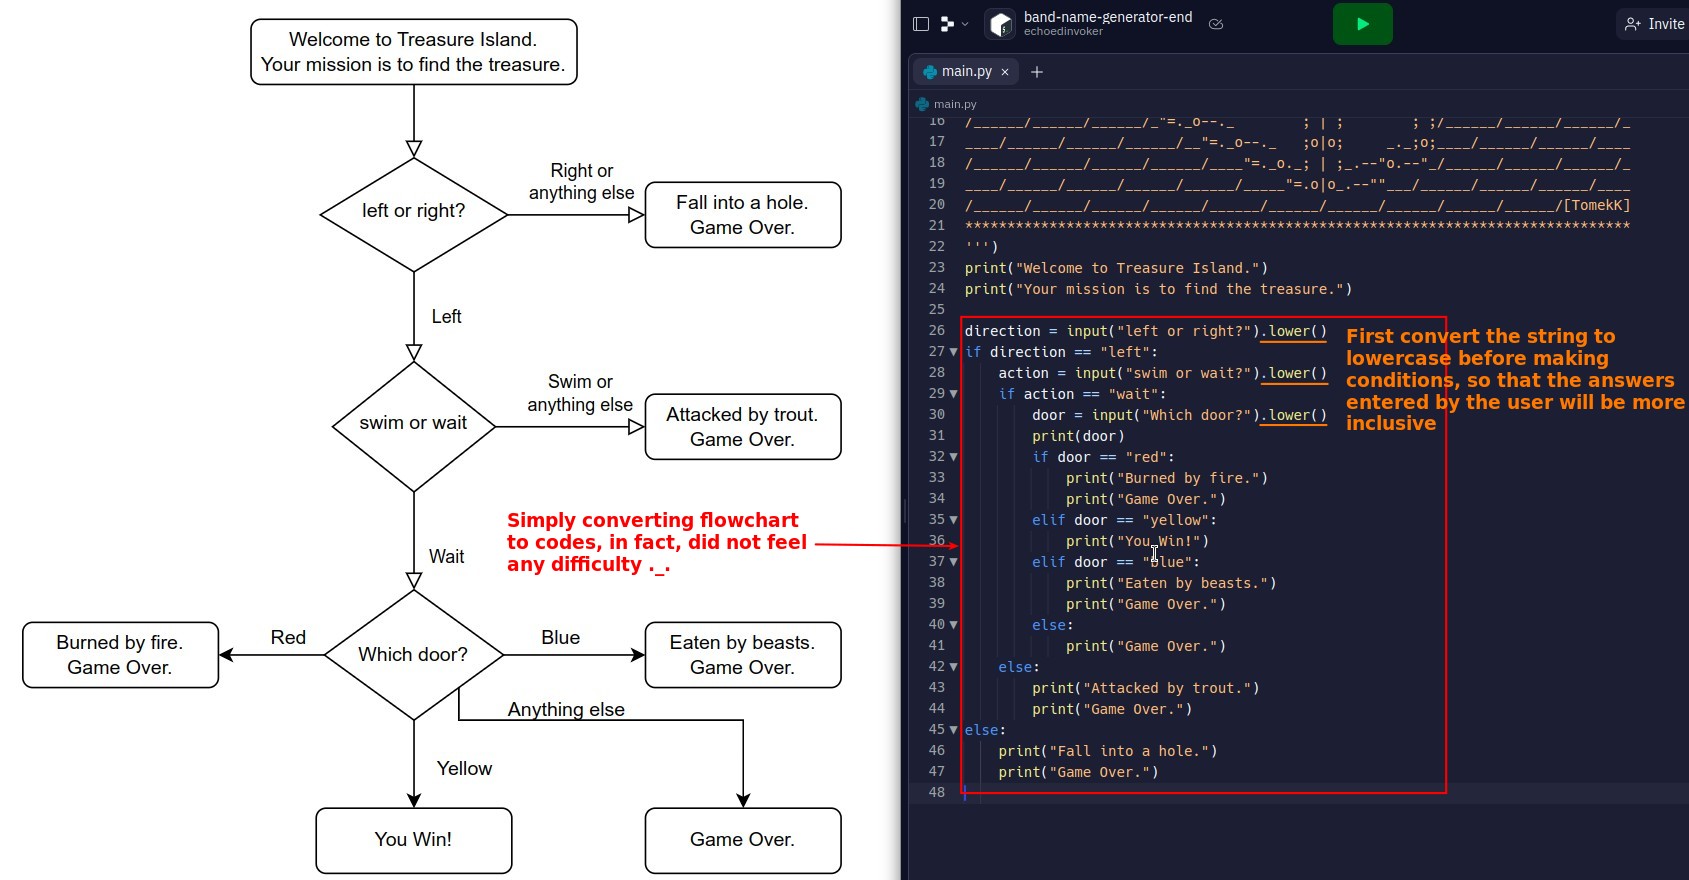 Welcome to Treasure Island.
Your mission is to find the treasure.
left or right?
Right or
anything else
Fall into a hole.
Game Over.
Left
swim or wait
Swim or
anything else
Attacked by trout.
Game Over.
Simply converting flowchart
to codes, in fact, did not feel
any difficulty ._.
Wait
Which door?
Red
Burned by fire.
Game Over.
Blue
Eaten by beasts.
Game Over.
Anything else
Yellow
You Win!
Game Over.
band-name-generator-end
echoedinvoker
Invite
main.py × +
main.py
16 /______/______/______/_"=._o--._        ; | ;        ; ;/______/______/______/_
17 ____/______/______/______/__"=._o--._   ;o|o;     _._;o;____/______/______/____
18 /______/______/______/______/____"=._o._; | ;_.--"o.--"_/______/______/______/_
19 ____/______/______/______/______/_____"=.o|o_.--""___/______/______/______/____
20 /______/______/______/______/______/______/______/______/______/______/[TomekK]
21 *******************************************************************************
22 ''')
23 print("Welcome to Treasure Island.")
24 print("Your mission is to find the treasure.")
25
26 direction = input("left or right?").lower()
27 if direction == "left":
28     action = input("swim or wait?").lower()
29     if action == "wait":
30         door = input("Which door?").lower()
31         print(door)
32         if door == "red":
33             print("Burned by fire.")
34             print("Game Over.")
35         elif door == "yellow":
36             print("You Win!")
37         elif door == "blue":
38             print("Eaten by beasts.")
39             print("Game Over.")
40         else:
41             print("Game Over.")
42     else:
43         print("Attacked by trout.")
44         print("Game Over.")
45 else:
46     print("Fall into a hole.")
47     print("Game Over.")
48
First convert the string to
lowercase before making
conditions, so that the answers
entered by the user will be more
inclusive